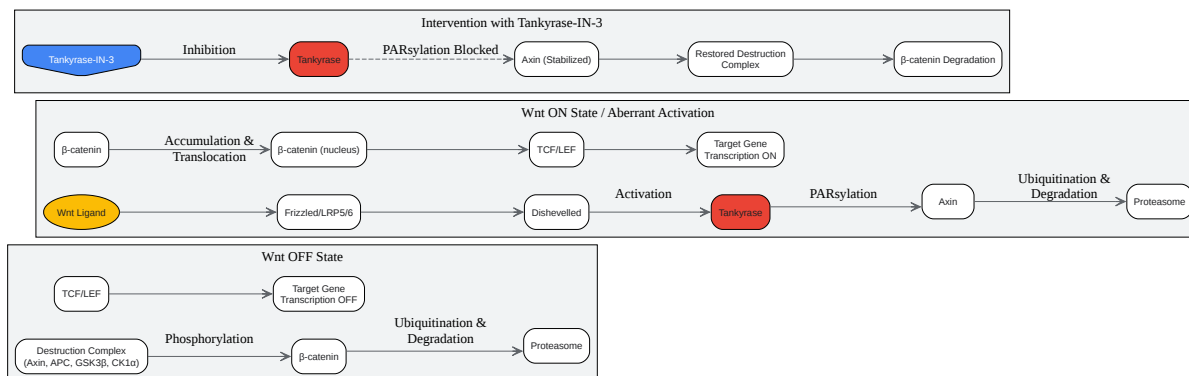 Intervention with Tankyrase-IN-3
Tankyrase-IN-3
Inhibition
Tankyrase
PARsylation Blocked
Axin (Stabilized)
Restored Destruction
Complex
β-catenin Degradation
Wnt ON State / Aberrant Activation
β-catenin
Accumulation &
Translocation
β-catenin (nucleus)
TCF/LEF
Target Gene
Transcription ON
Wnt Ligand
Frizzled/LRP5/6
Dishevelled
Activation
Tankyrase
PARsylation
Axin
Ubiquitination &
Degradation
Proteasome
Wnt OFF State
TCF/LEF
Target Gene
Transcription OFF
Destruction Complex
(Axin, APC, GSK3β, CK1α)
Phosphorylation
β-catenin
Ubiquitination &
Degradation
Proteasome